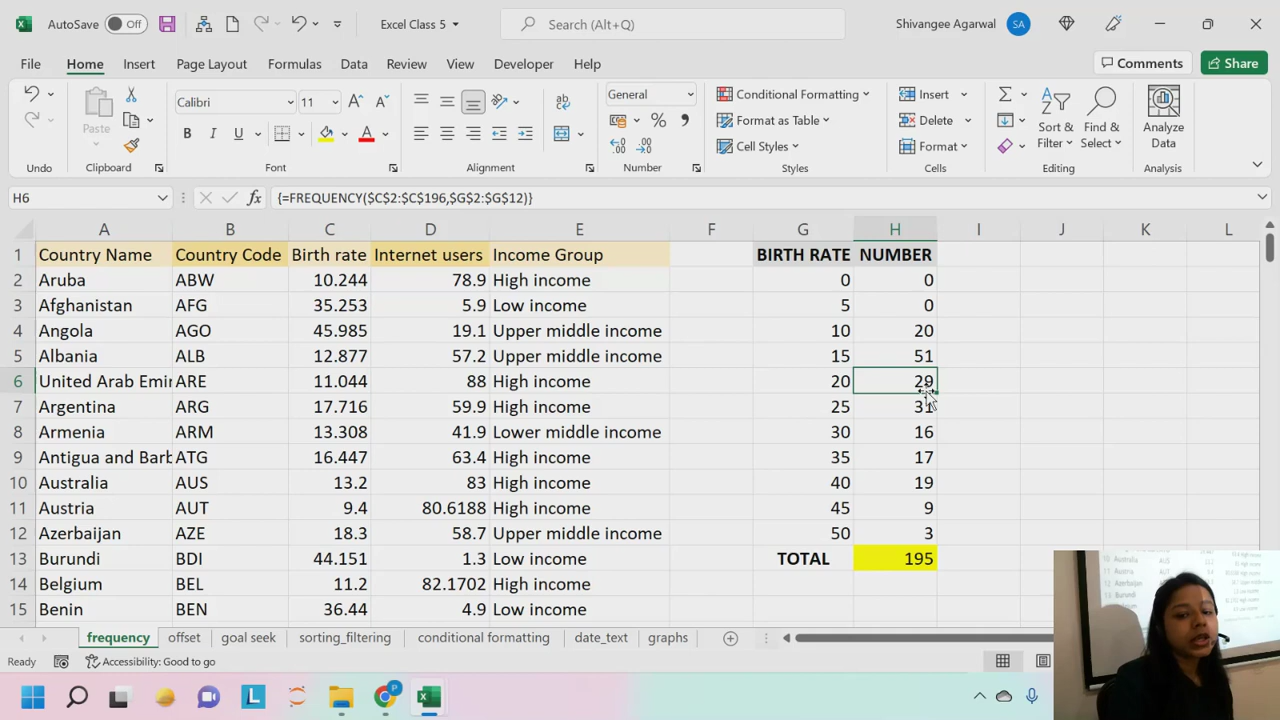 AutoSave Off Excel Class 5 Search (Alt+Q) Shivangee Agarwal SA
File Home Insert Page Layout Formulas Data Review View Developer Help Comments Share
Paste Calibri 11 General Conditional Formatting Insert
Format as Table Delete Sort & Filter Find & Select Analyze Data
Cell Styles Format
Undo Clipboard Font Alignment Number Styles Cells Editing Analysis
H6 fx {=FREQUENCY($C$2:$C$196,$G$2:$G$12)}
A B C D E F G H I J K L
1 Country Name Country Code Birth rate Internet users Income Group BIRTH RATE NUMBER
2 Aruba ABW 10.244 78.9 High income 0 0
3 Afghanistan AFG 35.253 5.9 Low income 5 0
4 Angola AGO 45.985 19.1 Upper middle income 10 20
5 Albania ALB 12.877 57.2 Upper middle income 15 51
6 United Arab Emir ARE 11.044 88 High income 20 29
7 Argentina ARG 17.716 59.9 High income 25 31
8 Armenia ARM 13.308 41.9 Lower middle income 30 16
9 Antigua and Barb ATG 16.447 63.4 High income 35 17
10 Australia AUS 13.2 83 High income 40 19
11 Austria AUT 9.4 80.6188 High income 45 9
12 Azerbaijan AZE 18.3 58.7 Upper middle income 50 3
13 Burundi BDI 44.151 1.3 Low income TOTAL 195
14 Belgium BEL 11.2 82.1702 High income
15 Benin BEN 36.44 4.9 Low income
frequency offset goal seek sorting_filtering conditional formatting date_text graphs
Ready Accessibility: Good to go